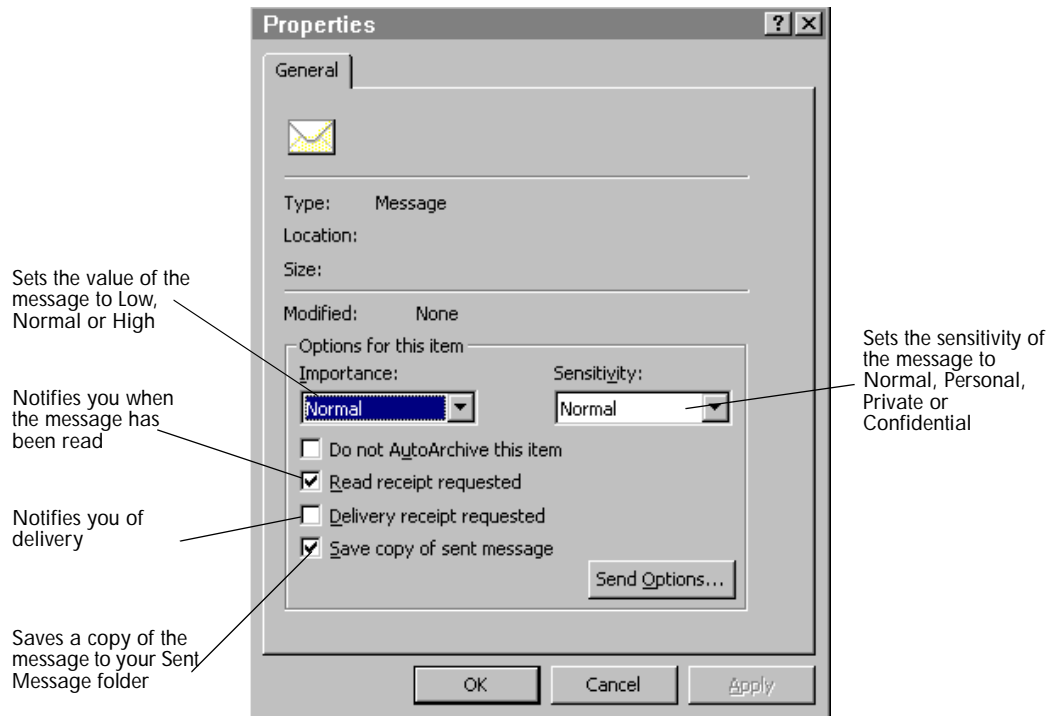 Properties
General
Type: Message
Location:
Size:
Modified: None
Options for this item
Importance: Sensitivity:
Normal Normal
Do not AutoArchive this item
Read receipt requested
Delivery receipt requested
Save copy of sent message
Send Options...
OK Cancel Apply
Sets the value of the
message to Low,
Normal or High
Notifies you when
the message has
been read
Notifies you of
delivery
Saves a copy of the
message to your Sent
Message folder
Sets the sensitivity of
the message to
Normal, Personal,
Private or
Confidential